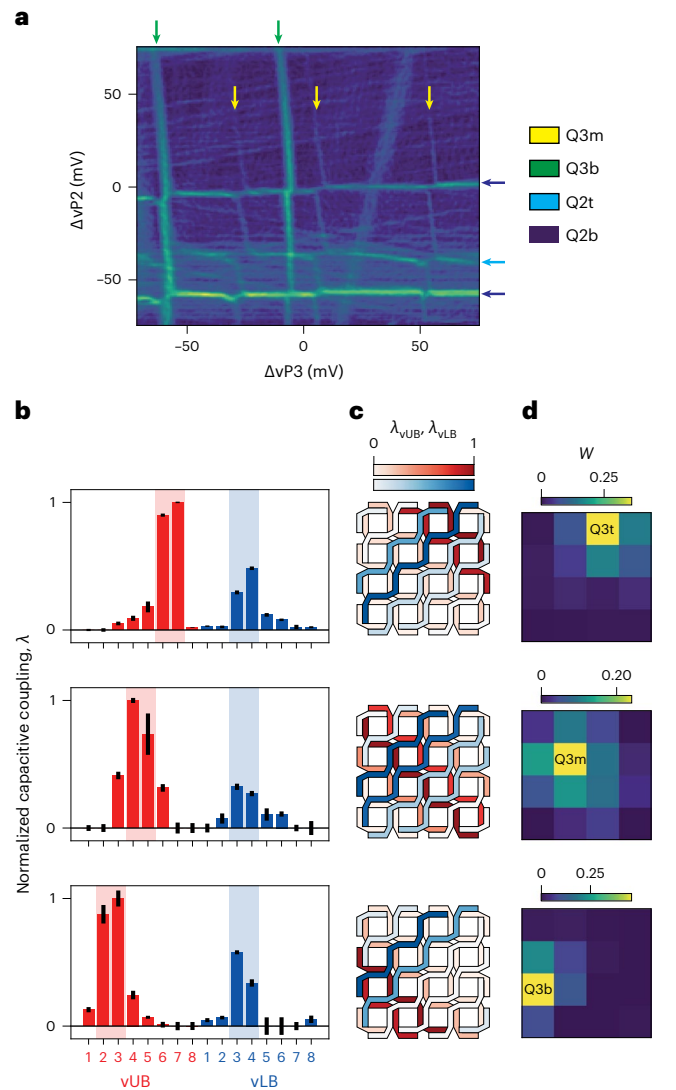 a
50
0
−50
ΔvP2 (mV)
−50 0 50
ΔvP3 (mV)
Q3m
Q3b
Q2t
Q2b
b
c
d
λvUB, λvLB
0 1
W
0 0.25
Q3t
0 0.20
Q3m
0 0.25
Q3b
Normalized capacitive coupling, λ
1
0
1
0
1
0
1 2 3 4 5 6 7 8 1 2 3 4 5 6 7 8
vUB vLB